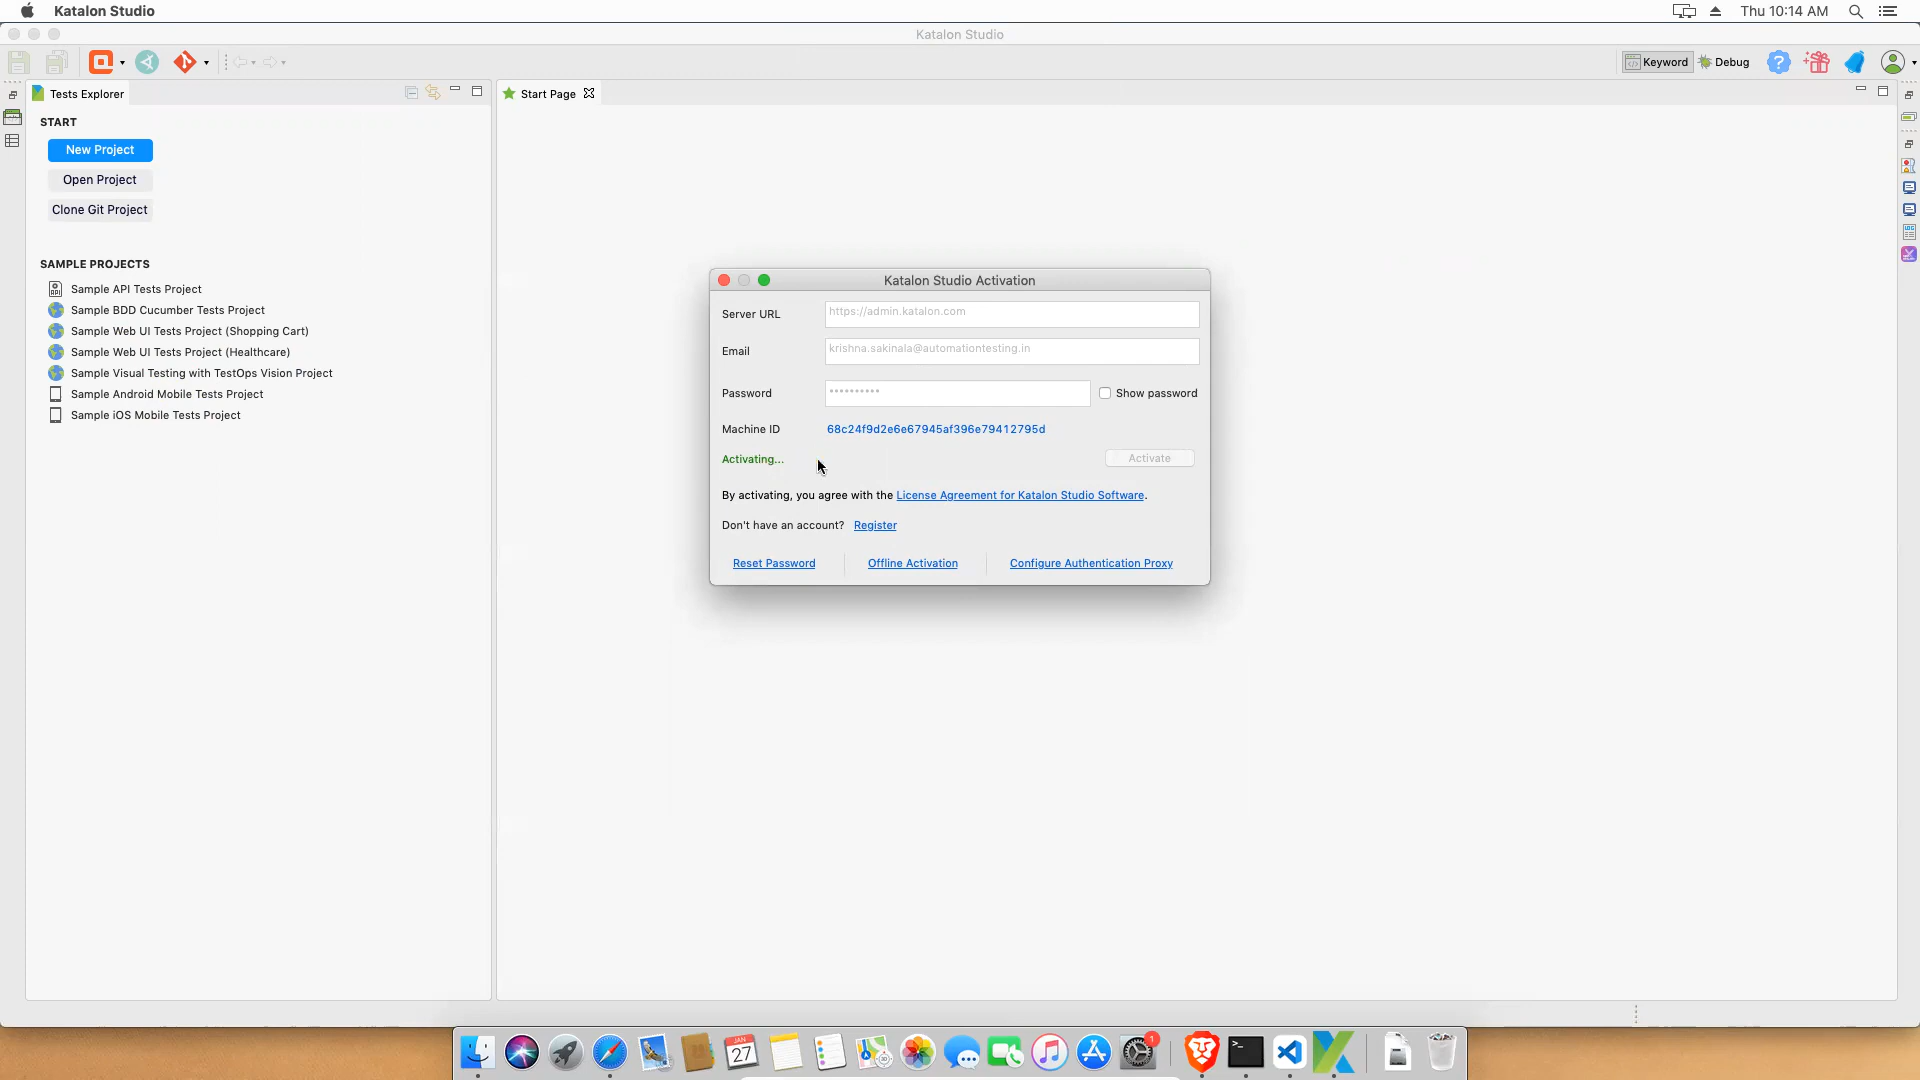 Katalon Studio
Thu 10:14 AM
Katalon Studio
Keyword
Debug
Tests Explorer
Start Page
START
New Project
Open Project
Clone Git Project
SAMPLE PROJECTS
Sample API Tests Project
Sample BDD Cucumber Tests Project
Sample Web UI Tests Project (Shopping Cart)
Sample Web UI Tests Project (Healthcare)
Sample Visual Testing with TestOps Vision Project
Sample Android Mobile Tests Project
Sample iOS Mobile Tests Project
Katalon Studio Activation
Server URL
https://admin.katalon.com
Email
krishna.sakinala@automationtesting.in
Password
**********
Show password
Machine ID
68c24f9d2e6e67945af396e79412795d
Activating...
Activate
By activating, you agree with the License Agreement for Katalon Studio Software.
Don't have an account? Register
Reset Password
Offline Activation
Configure Authentication Proxy
JAN
27
1